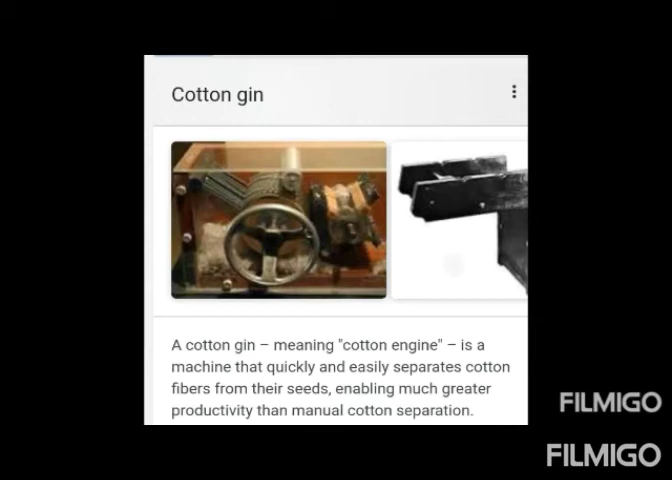 Cotton gin
A cotton gin – meaning "cotton engine" – is a
machine that quickly and easily separates cotton
fibers from their seeds, enabling much greater
productivity than manual cotton separation.
FILMIGO
FILMIGO